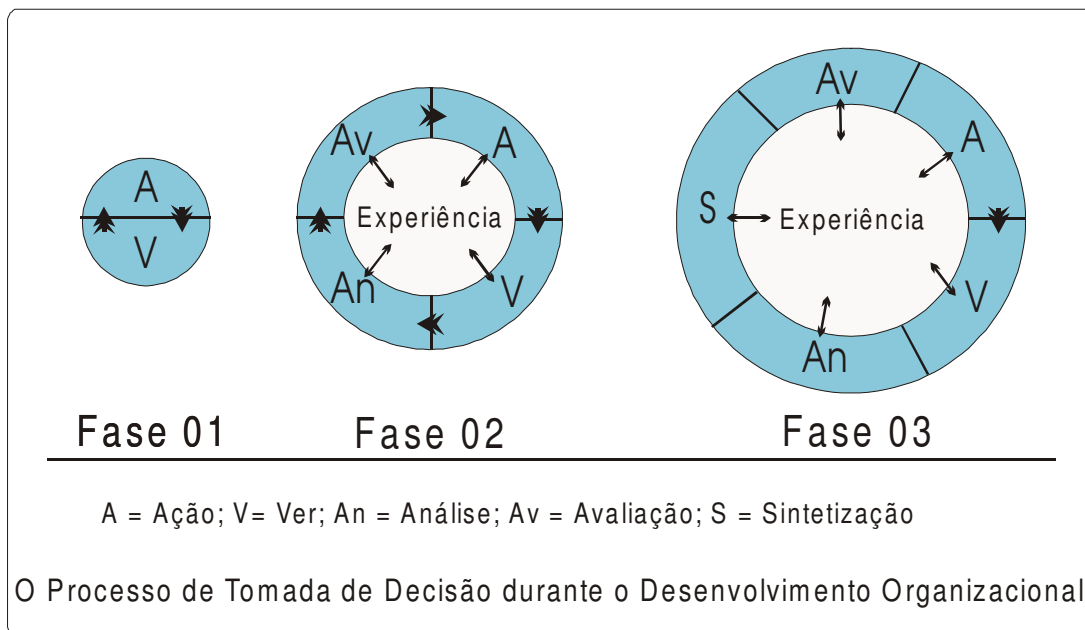 A
V
Fase 01
Av
A
Experiência
An
V
Fase 02
Av
A
S
Experiência
V
An
Fase 03
A = Ação; V= Ver; An = Análise; Av = Avaliação; S = Sintetização
O Processo de Tomada de Decisão durante o Desenvolvimento Organizacional